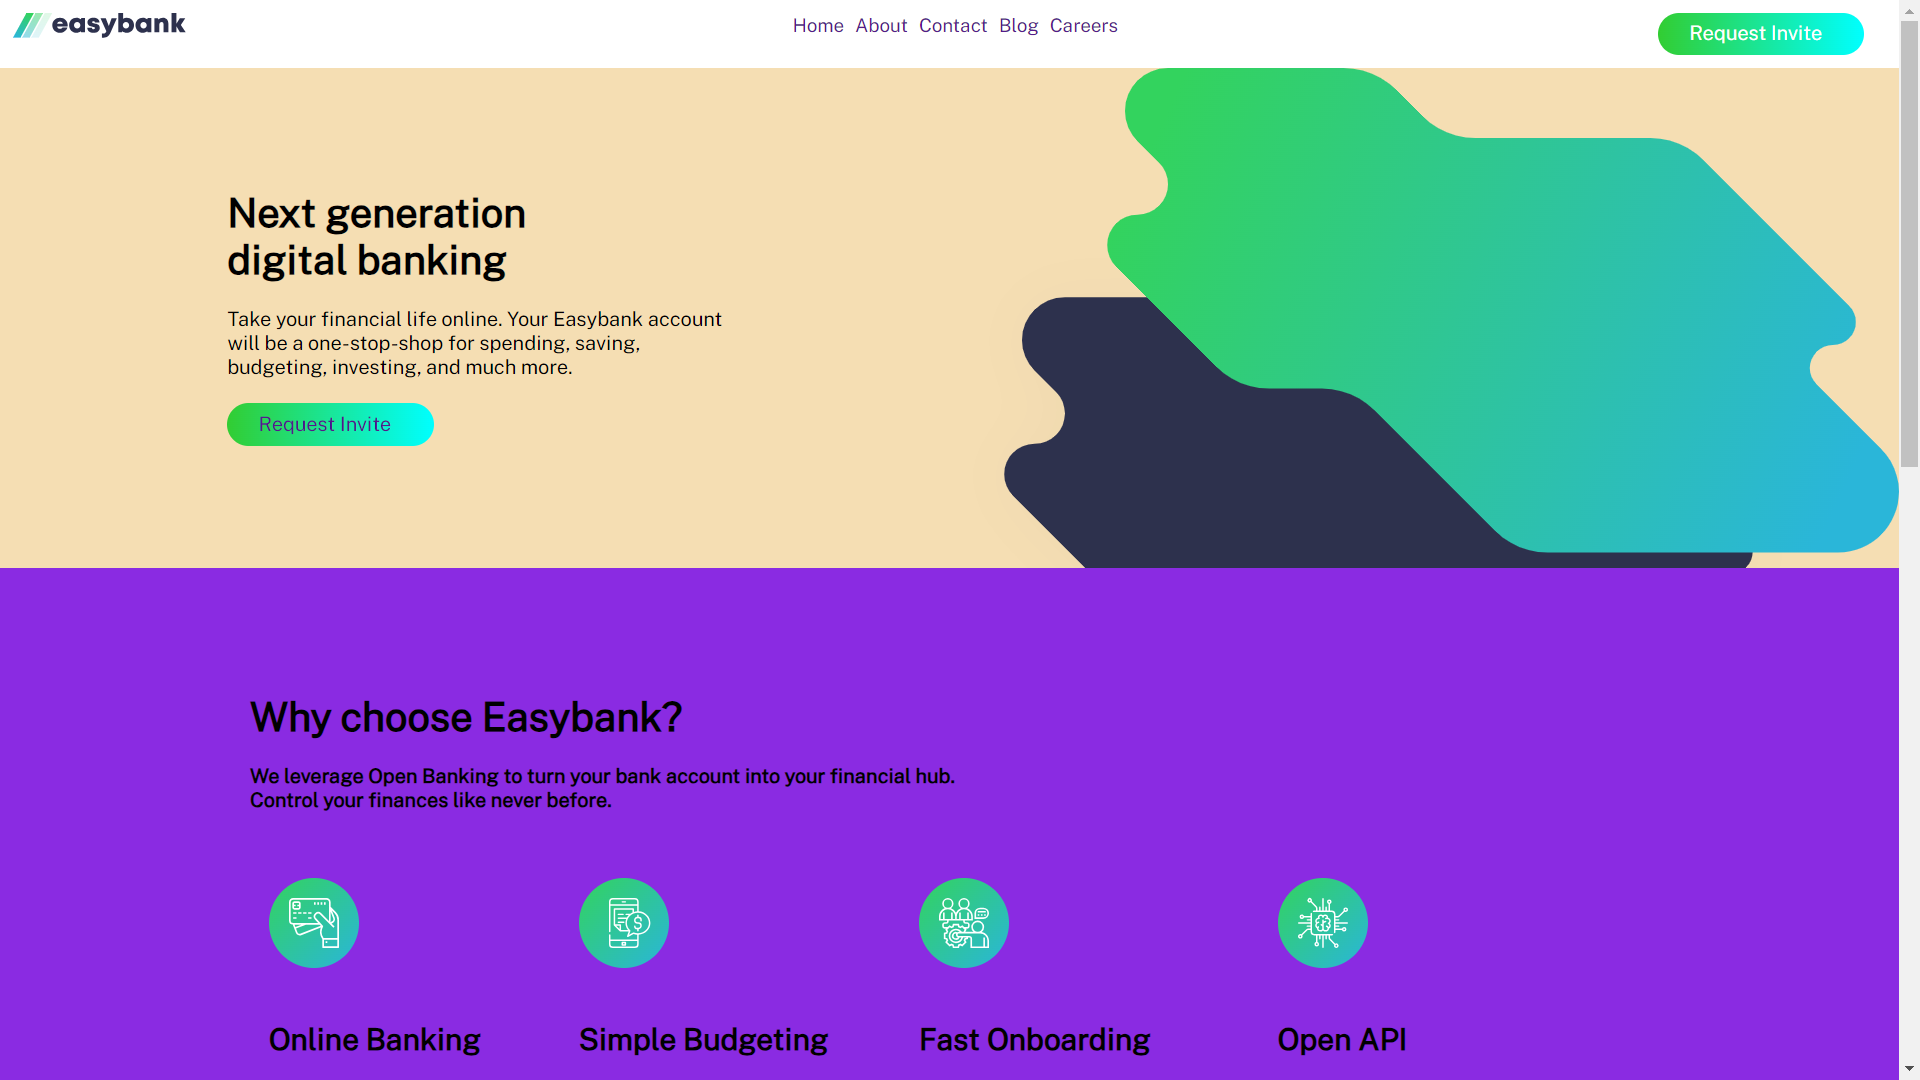 easybank
Home About Contact Blog Careers
Request Invite
Next generation
digital banking
Take your financial life online. Your Easybank account
will be a one-stop-shop for spending, saving,
budgeting, investing, and much more.
Request Invite
Why choose Easybank?
We leverage Open Banking to turn your bank account into your financial hub.
Control your finances like never before.
Online Banking
Simple Budgeting
Fast Onboarding
Open API